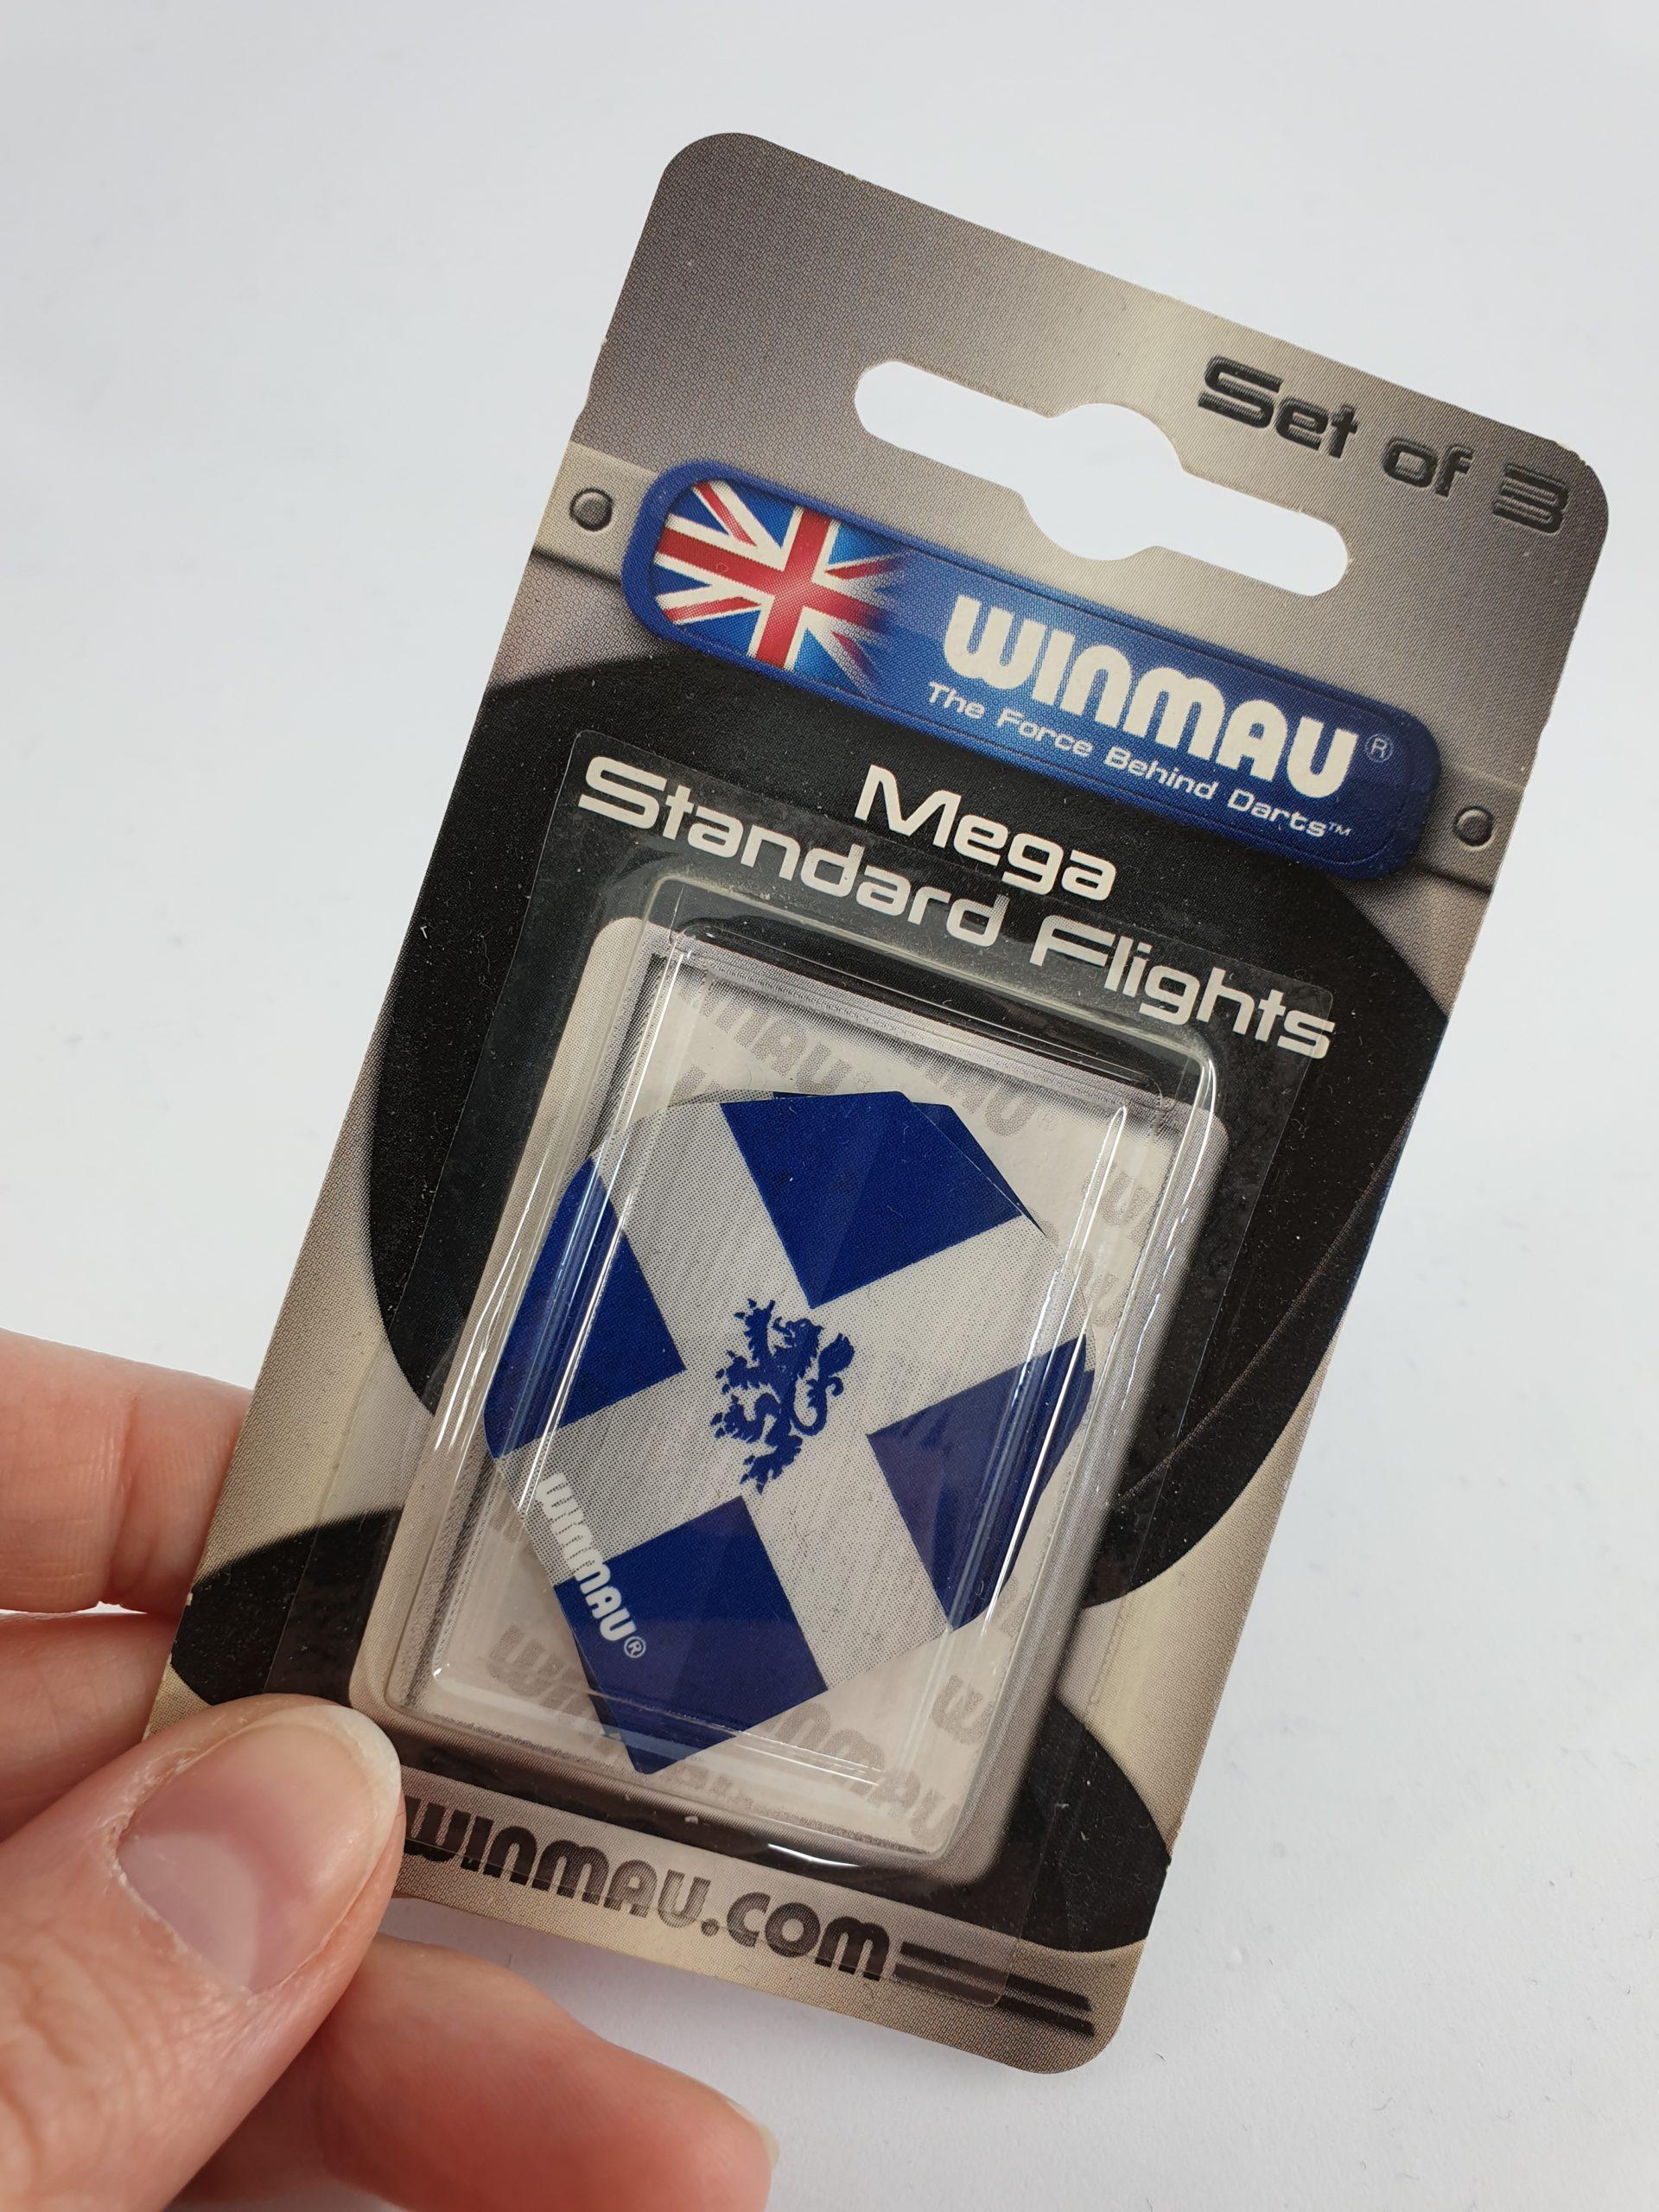 Set of 3
WINMAU®
The Force Behind Darts™
Mega
Standard Flights
WINMAU®
winmau.com